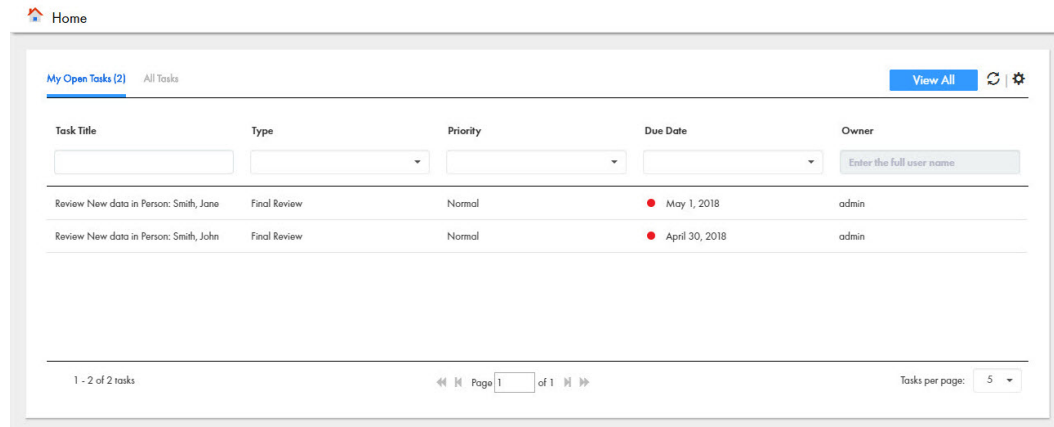 Home
My Open Tasks (2) All Tasks View All
Task Title Type Priority Due Date Owner
Enter the full user name
Review New data in Person: Smith, Jane Final Review Normal May 1, 2018 admin
Review New data in Person: Smith, John Final Review Normal April 30, 2018 admin
1 - 2 of 2 tasks Page 1 of 1 Tasks per page: 5